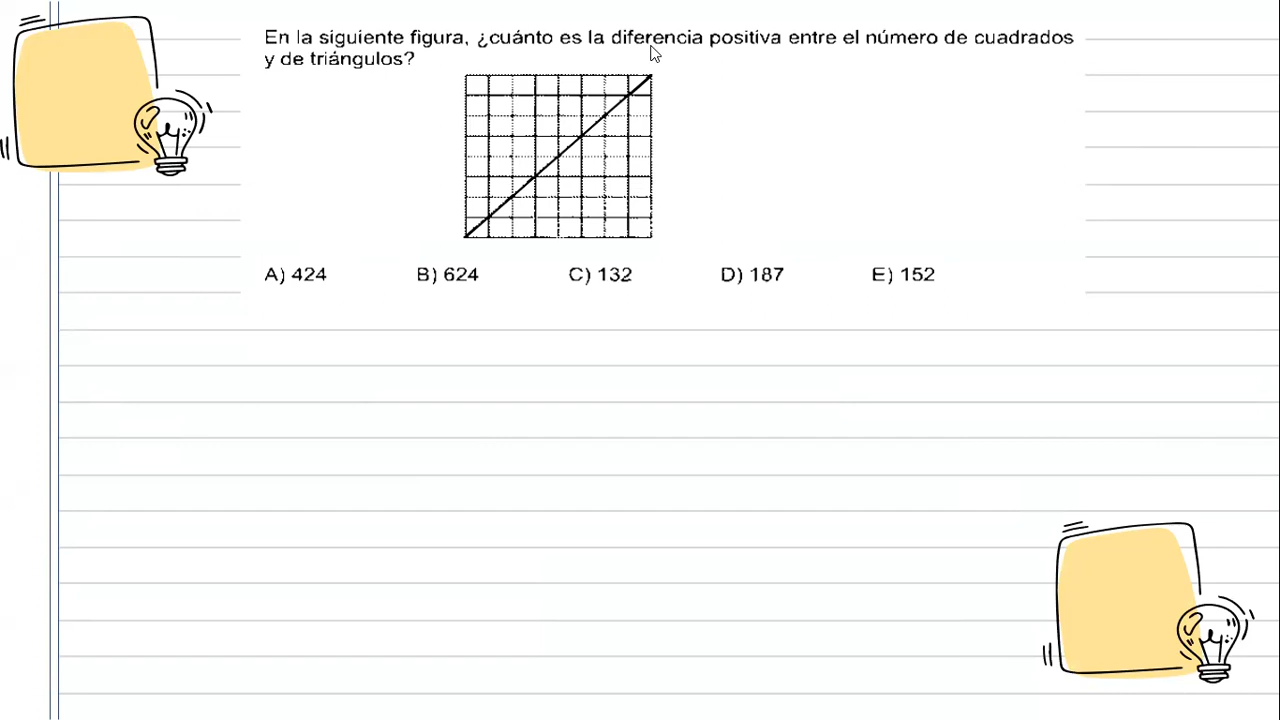 En la siguiente figura, ¿cuánto es la diferencia positiva entre el número de cuadrados
y de triángulos?
A) 424 B) 624 C) 132 D) 187 E) 152